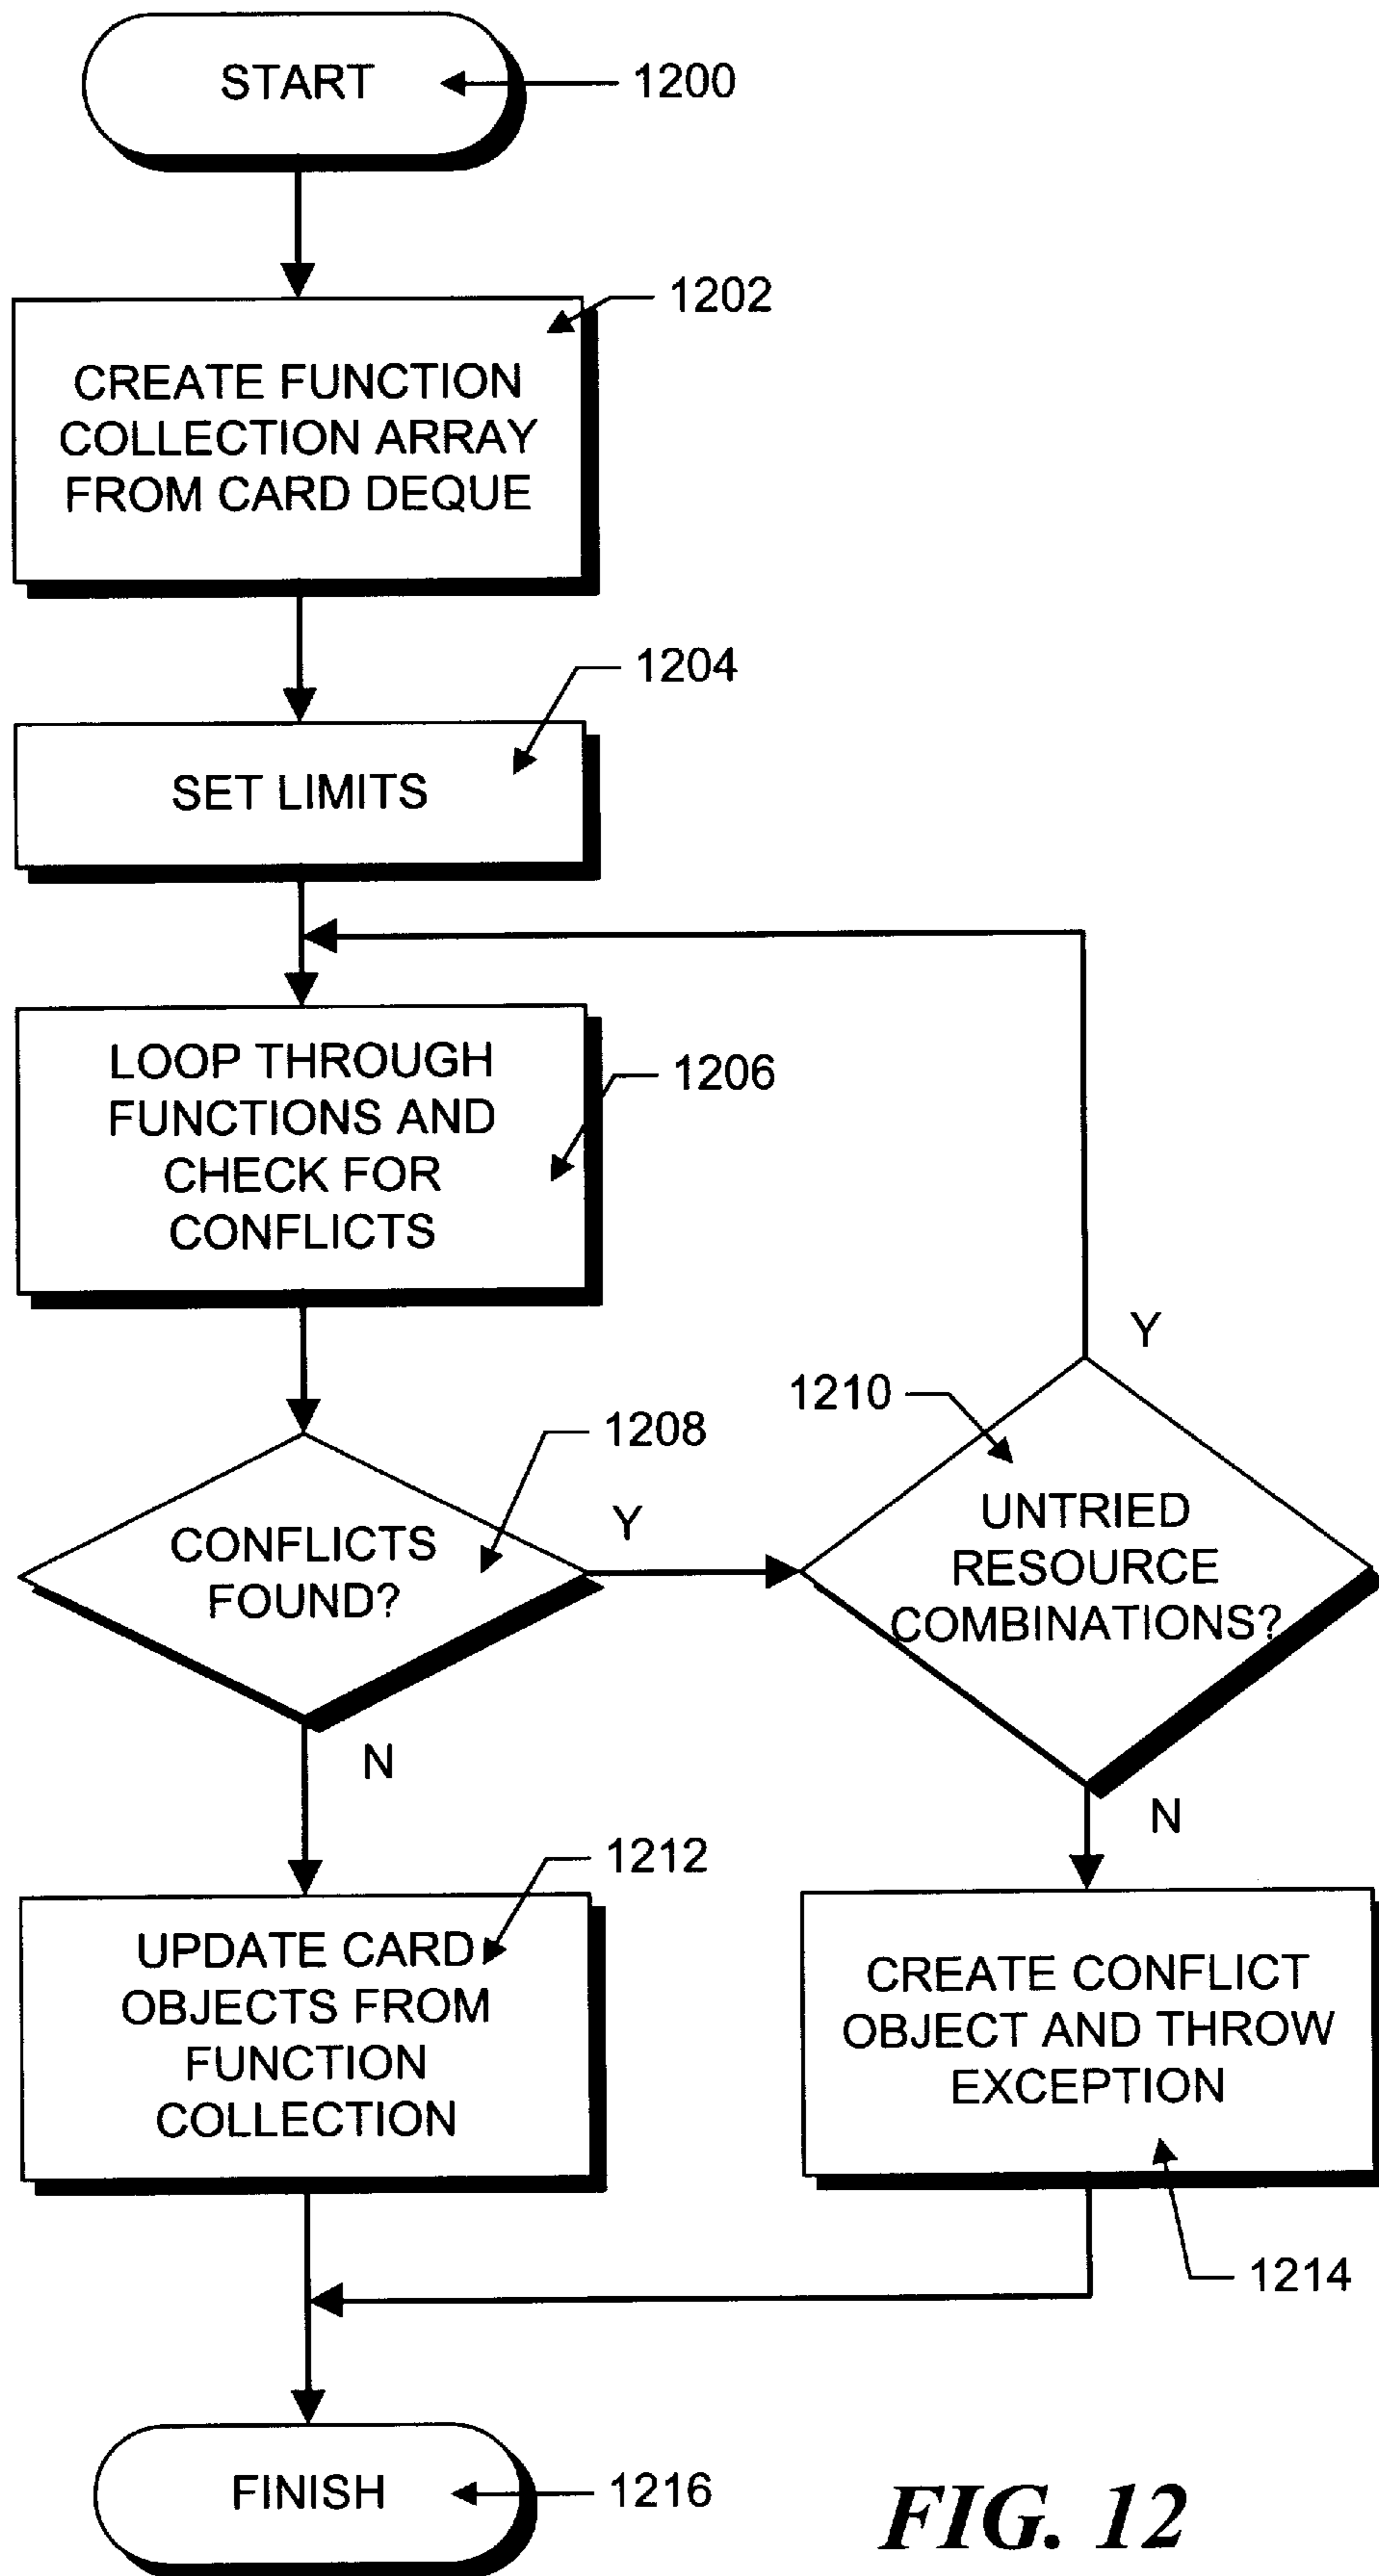 START
1200
1202
CREATE FUNCTION
COLLECTION ARRAY
FROM CARD DEQUE
1204
SET LIMITS
LOOP THROUGH
FUNCTIONS AND
CHECK FOR
CONFLICTS
1206
Y
1210
1208
CONFLICTS
FOUND?
Y
UNTRIED
RESOURCE
COMBINATIONS?
N
N
1212
UPDATE CARD
OBJECTS FROM
FUNCTION
COLLECTION
CREATE CONFLICT
OBJECT AND THROW
EXCEPTION
1214
FINISH
1216
FIG. 12